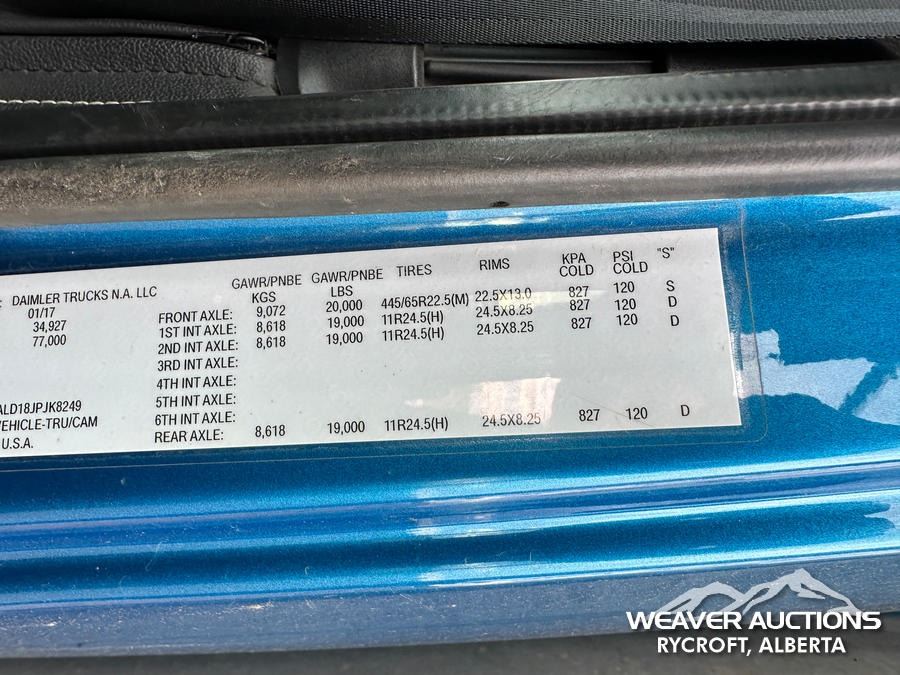 DAIMLER TRUCKS N.A. LLC
01/17
34,927
77,000
ALD18JPJK8249
VEHICLE-TRU/CAM
U.S.A.
GAWR/PNBE KGS GAWR/PNBE LBS TIRES RIMS KPA COLD PSI COLD "S"
FRONT AXLE: 9,072 20,000 445/65R22.5(M) 22.5X13.0 827 120 S
1ST INT AXLE: 8,618 19,000 11R24.5(H) 24.5X8.25 827 120 D
2ND INT AXLE: 8,618 19,000 11R24.5(H) 24.5X8.25 827 120 D
3RD INT AXLE:
4TH INT AXLE:
5TH INT AXLE:
6TH INT AXLE:
REAR AXLE: 8,618 19,000 11R24.5(H) 24.5X8.25 827 120 D
WEAVER AUCTIONS
RYCROFT, ALBERTA